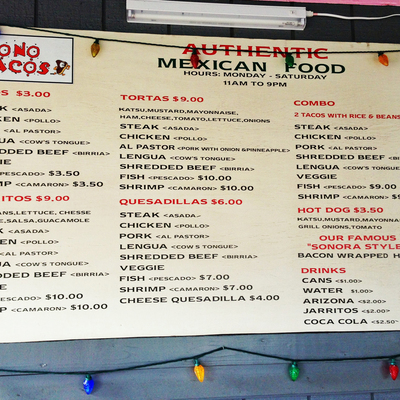 ONO
TACOS
AUTHENTIC
MEXICAN FOOD
HOURS: MONDAY - SATURDAY
11AM TO 9PM
S $3.00
K <ASADA>
CKEN <POLLO>
<AL PASTOR>
UA <COW'S TONGUE>
DDED BEEF <BIRRIA>
IE
<PESCADO> $3.50
P <CAMARON> $3.50
ITOS $9.00
ANS, LETTUCE, CHESSE
E,SALSA,GUACAMOLE
K <ASADA>
EN <POLLO>
<AL PASTOR>
A <COW'S TONGUE>
DDED BEEF <BIRRIA>
E
ESCADO> $10.00
<CAMARON> $10.00
TORTAS $9.00
KATSU,MUSTARD,MAYONNAISE,
HAM,CHEESE,TOMATO,LETTUCE,ONIONS
STEAK <ASADA>
CHICKEN <POLLO>
AL PASTOR <PORK WITH ONION &PINNEAPPLE>
LENGUA <COW'S TONGUE>
SHREDDED BEEF <BIRRIA>
FISH <PESCADO> $10.00
SHRIMP <CAMARON> $10.00
QUESADILLAS $6.00
STEAK <ASADA>
CHICKEN <POLLO>
PORK <AL PASTOR>
LENGUA <COW'S TONGUE>
SHREDDED BEEF <BIRRIA>
VEGGIE
FISH <PESCADO> $7.00
SHRIMP <CAMARON> $7.00
CHEESE QUESADILLA $4.00
COMBO
2 TACOS WITH RICE & BEANS
STEAK <ASADA>
CHICKEN <POLLO>
PORK <AL PASTOR>
SHREDDED BEEF <BIRR
LENGUA <COW'S TONGUE
VEGGIE
FISH <PESCADO> $9.00
SHRIMP <CAMARON> $9.0
HOT DOG $3.50
KATSU,MUSTARD,MAYONNAIS
GRILL ONIONS,TOMATO
OUR FAMOUS
"SONORA STYLE
BACON WRAPPED H
DRINKS
CANS <$1.00>
WATER <$1.00>
ARIZONA <$2.00>
JARRITOS <$2.00>
COCA COLA <$2.50>